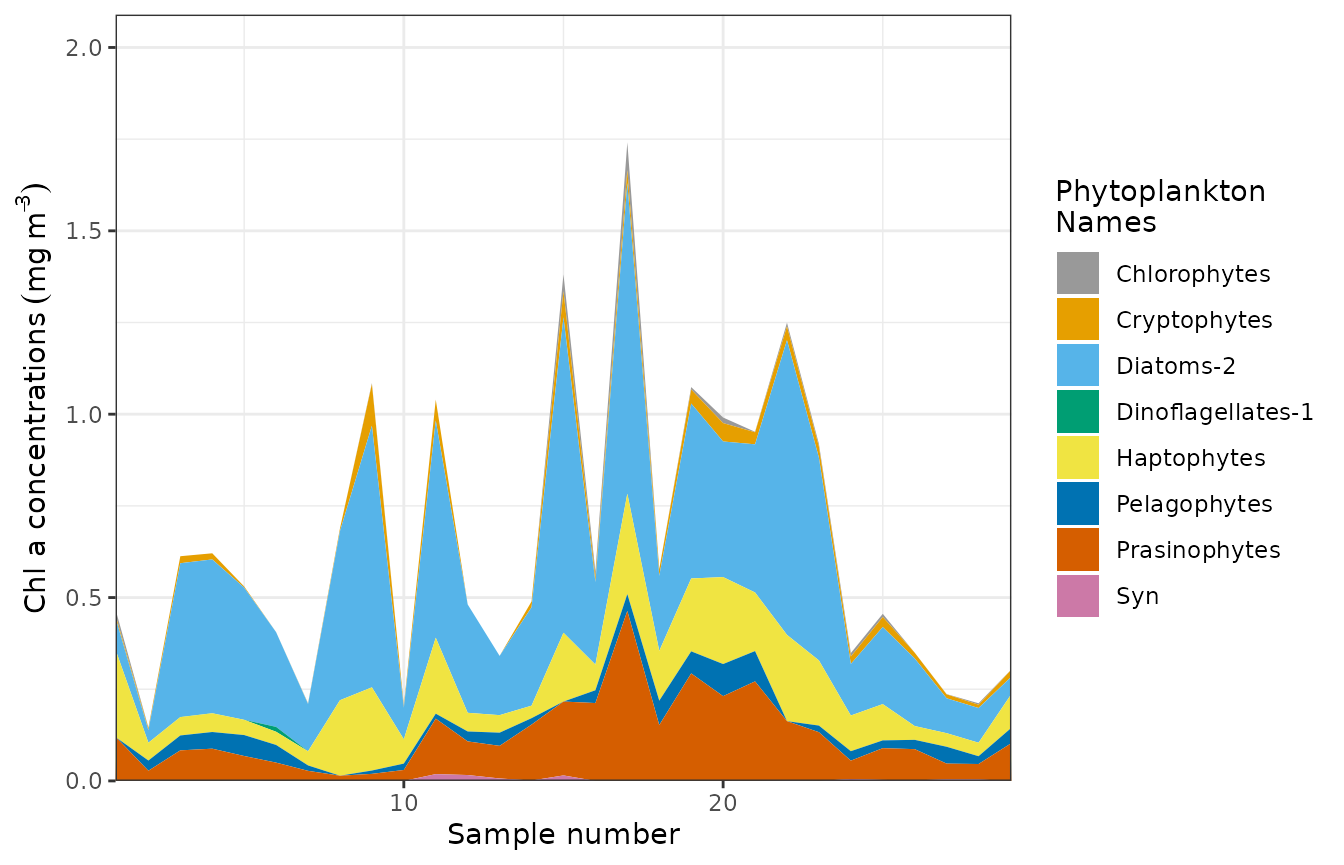 2.0
1.5
1.0
0.5
0.0
10
20
Sample number
Chl a concentrations (mg m⁻³)
Phytoplankton
Names
Chlorophytes
Cryptophytes
Diatoms-2
Dinoflagellates-1
Haptophytes
Pelagophytes
Prasinophytes
Syn